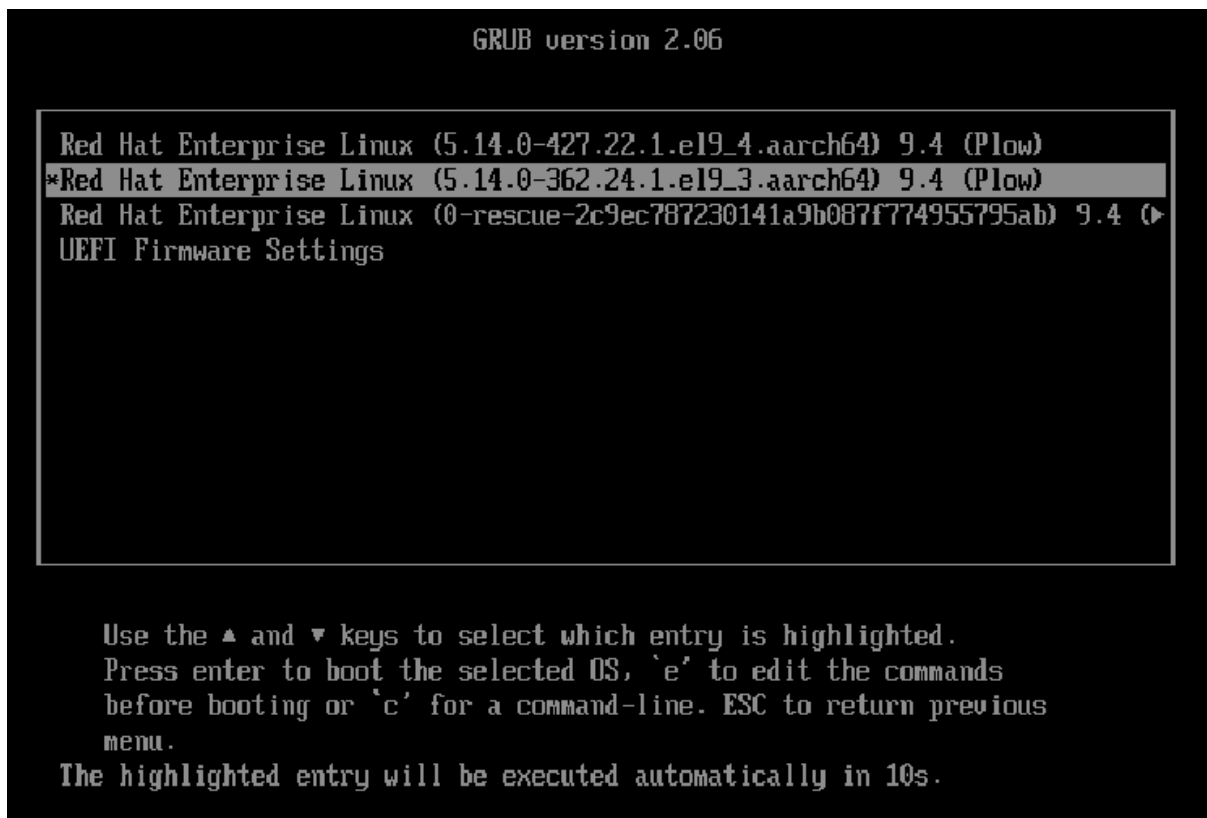 GRUB version 2.06
Red Hat Enterprise Linux (5.14.0-427.22.1.el9_4.aarch64) 9.4 (Plow)
*Red Hat Enterprise Linux (5.14.0-362.24.1.el9_3.aarch64) 9.4 (Plow)
Red Hat Enterprise Linux (0-rescue-2c9ec787230141a9b087f774955795ab) 9.4 (▶
UEFI Firmware Settings
Use the ▲ and ▼ keys to select which entry is highlighted.
Press enter to boot the selected OS, `e' to edit the commands
before booting or `c' for a command-line. ESC to return previous
menu.
The highlighted entry will be executed automatically in 10s.